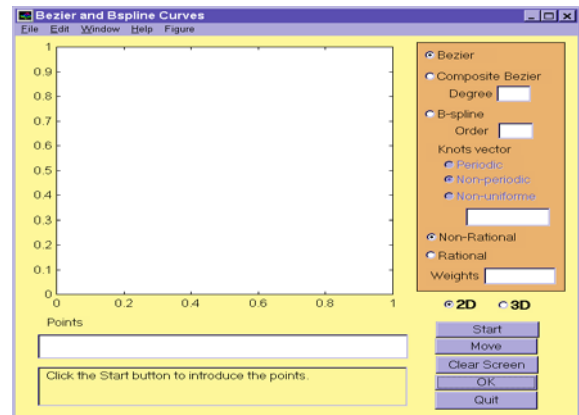 Bezier and Bspline Curves
File Edit Window Help Figure
1
0.9
0.8
0.7
0.6
0.5
0.4
0.3
0.2
0.1
0
0 0.2 0.4 0.6 0.8 1
Bezier
Composite Bezier
Degree
B-spline
Order
Knots vector
Periodic
Non-periodic
Non-uniforme
Non-Rational
Rational
Weights
2D 3D
Points
Click the Start button to introduce the points.
Start
Move
Clear Screen
OK
Quit